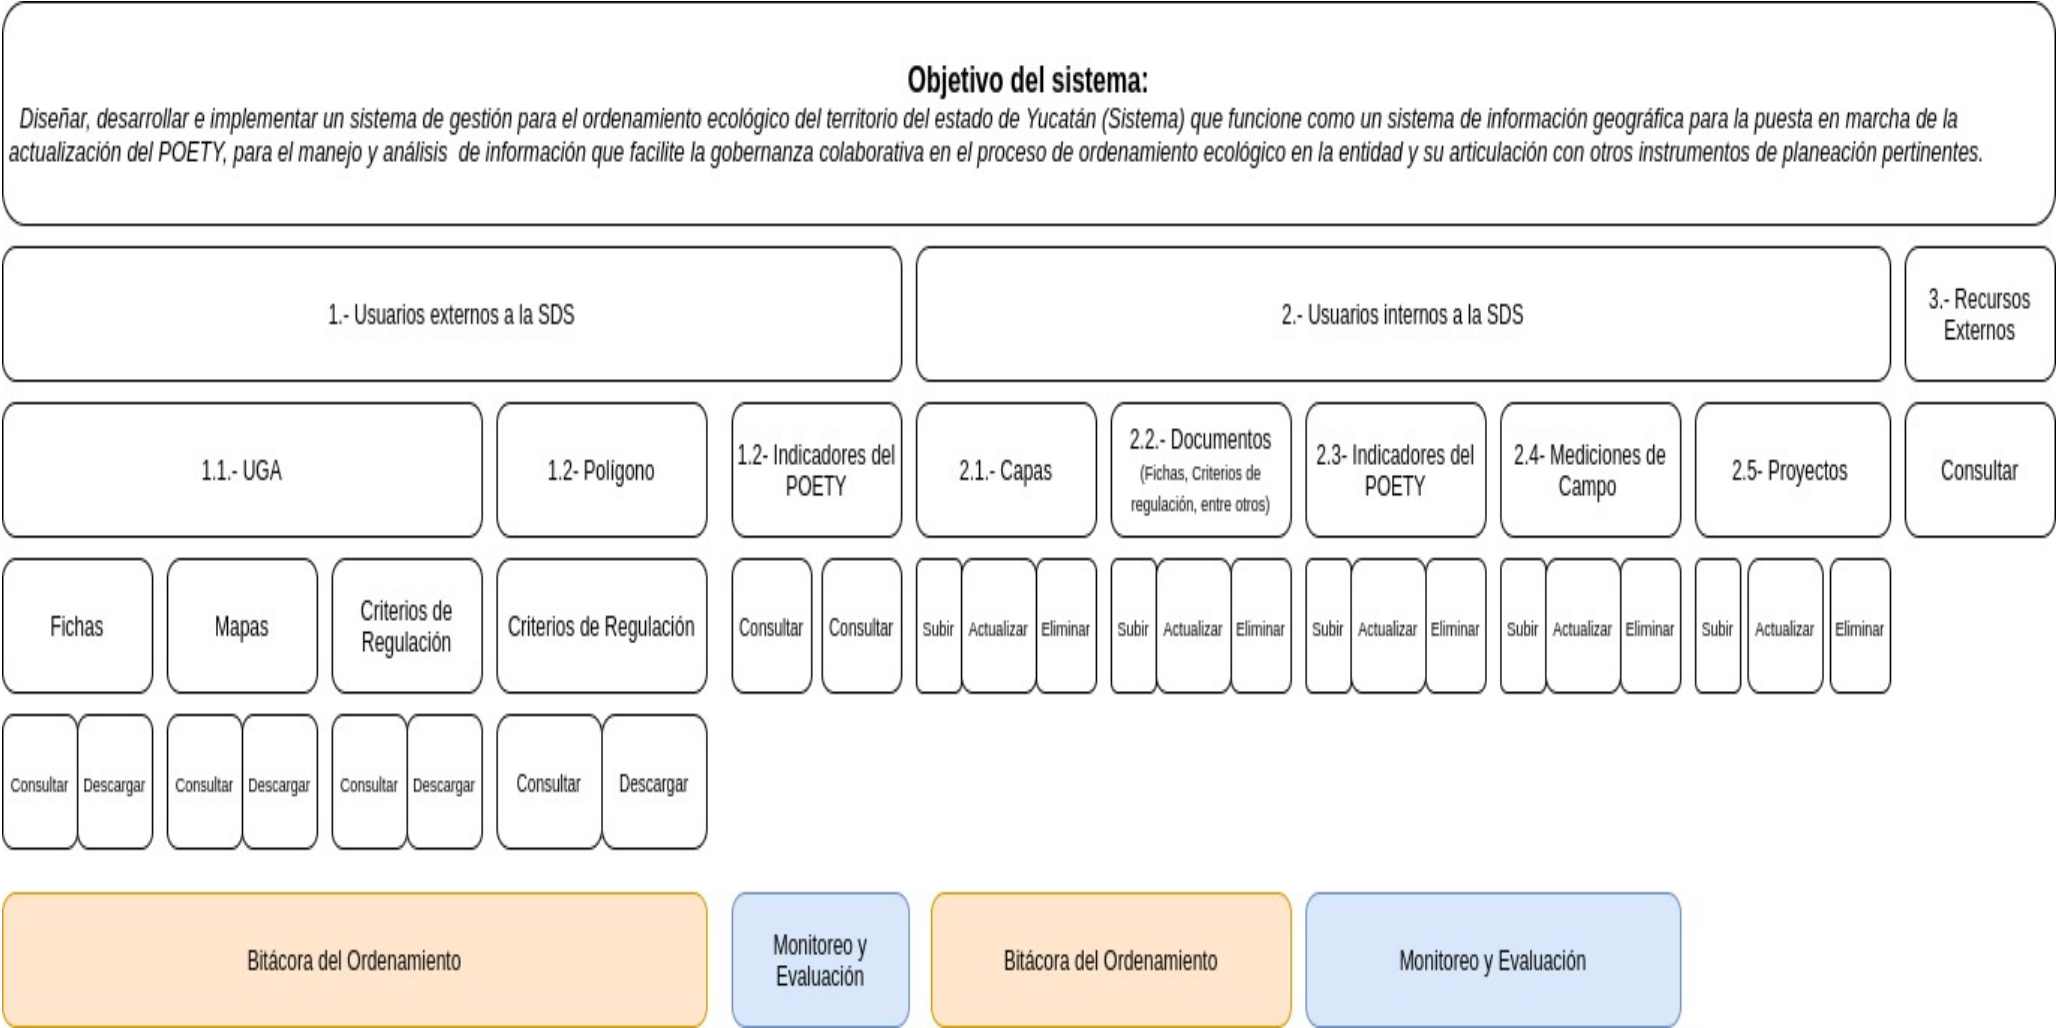 Objetivo del sistema:
Diseñar, desarrollar e implementar un sistema de gestión para el ordenamiento ecológico del territorio del estado de Yucatán (Sistema) que funcione como un sistema de información geográfica para la puesta en marcha de la
actualización del POETY, para el manejo y análisis  de información que facilite la gobernanza colaborativa en el proceso de ordenamiento ecológico en la entidad y su articulación con otros instrumentos de planeación pertinentes.
1.- Usuarios externos a la SDS
2.- Usuarios internos a la SDS
3.- Recursos
Externos
1.1.- UGA
1.2- Polígono
1.2- Indicadores del
POETY
2.1.- Capas
2.2.- Documentos
(Fichas, Criterios de
regulación, entre otros)
2.3- Indicadores del
POETY
2.4- Mediciones de
Campo
2.5- Proyectos
Consultar
Fichas
Mapas
Criterios de
Regulación
Criterios de Regulación
Consultar
Consultar
Subir
Actualizar
Eliminar
Subir
Actualizar
Eliminar
Subir
Actualizar
Eliminar
Subir
Actualizar
Eliminar
Subir
Actualizar
Eliminar
Consultar
Descargar
Consultar
Descargar
Consultar
Descargar
Consultar
Descargar
Bitácora del Ordenamiento
Monitoreo y
Evaluación
Bitácora del Ordenamiento
Monitoreo y Evaluación